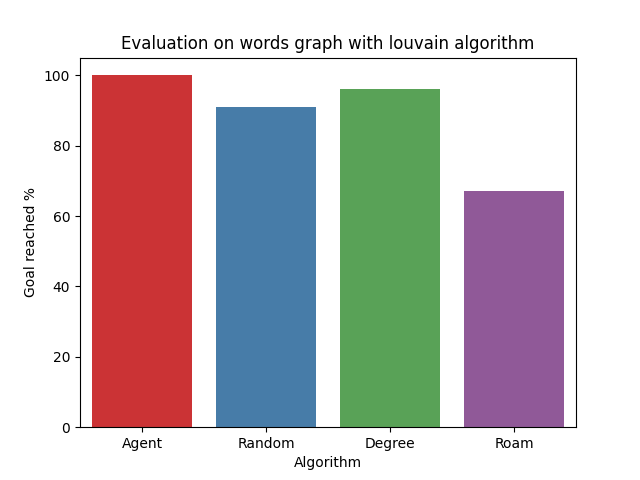 Evaluation on words graph with louvain algorithm
100
80
60
40
20
0
Goal reached %
Agent
Random
Degree
Roam
Algorithm